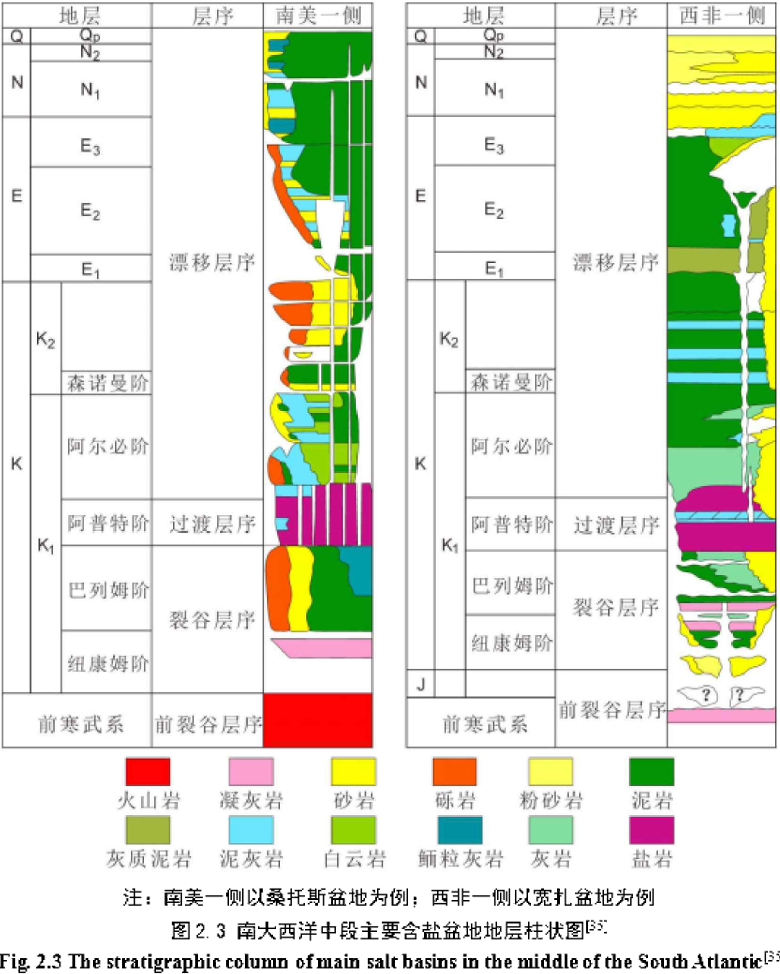 地层 层序 南美一侧
Q Qp
N N2
N1
E E3
E2
E1
漂移层序
K K2
森诺曼阶
K1 阿尔必阶
阿普特阶 过渡层序
巴列姆阶 裂谷层序
纽康姆阶
前寒武系 前裂谷层序
地层 层序 西非一侧
Q Qp
N N2
N1
E E3
E2
E1
漂移层序
K K2
森诺曼阶
K1 阿尔必阶
阿普特阶 过渡层序
巴列姆阶 裂谷层序
纽康姆阶
J
? ?
前寒武系 前裂谷层序
火山岩 凝灰岩 砂岩 砾岩 粉砂岩 泥岩
灰质泥岩 泥灰岩 白云岩 鲕粒灰岩 灰岩 盐岩
注：南美一侧以桑托斯盆地为例；西非一侧以宽扎盆地为例
图2.3 南大西洋中段主要含盐盆地地层柱状图
Fig. 2.3 The stratigraphic column of main salt basins in the middle of the South Atlantic